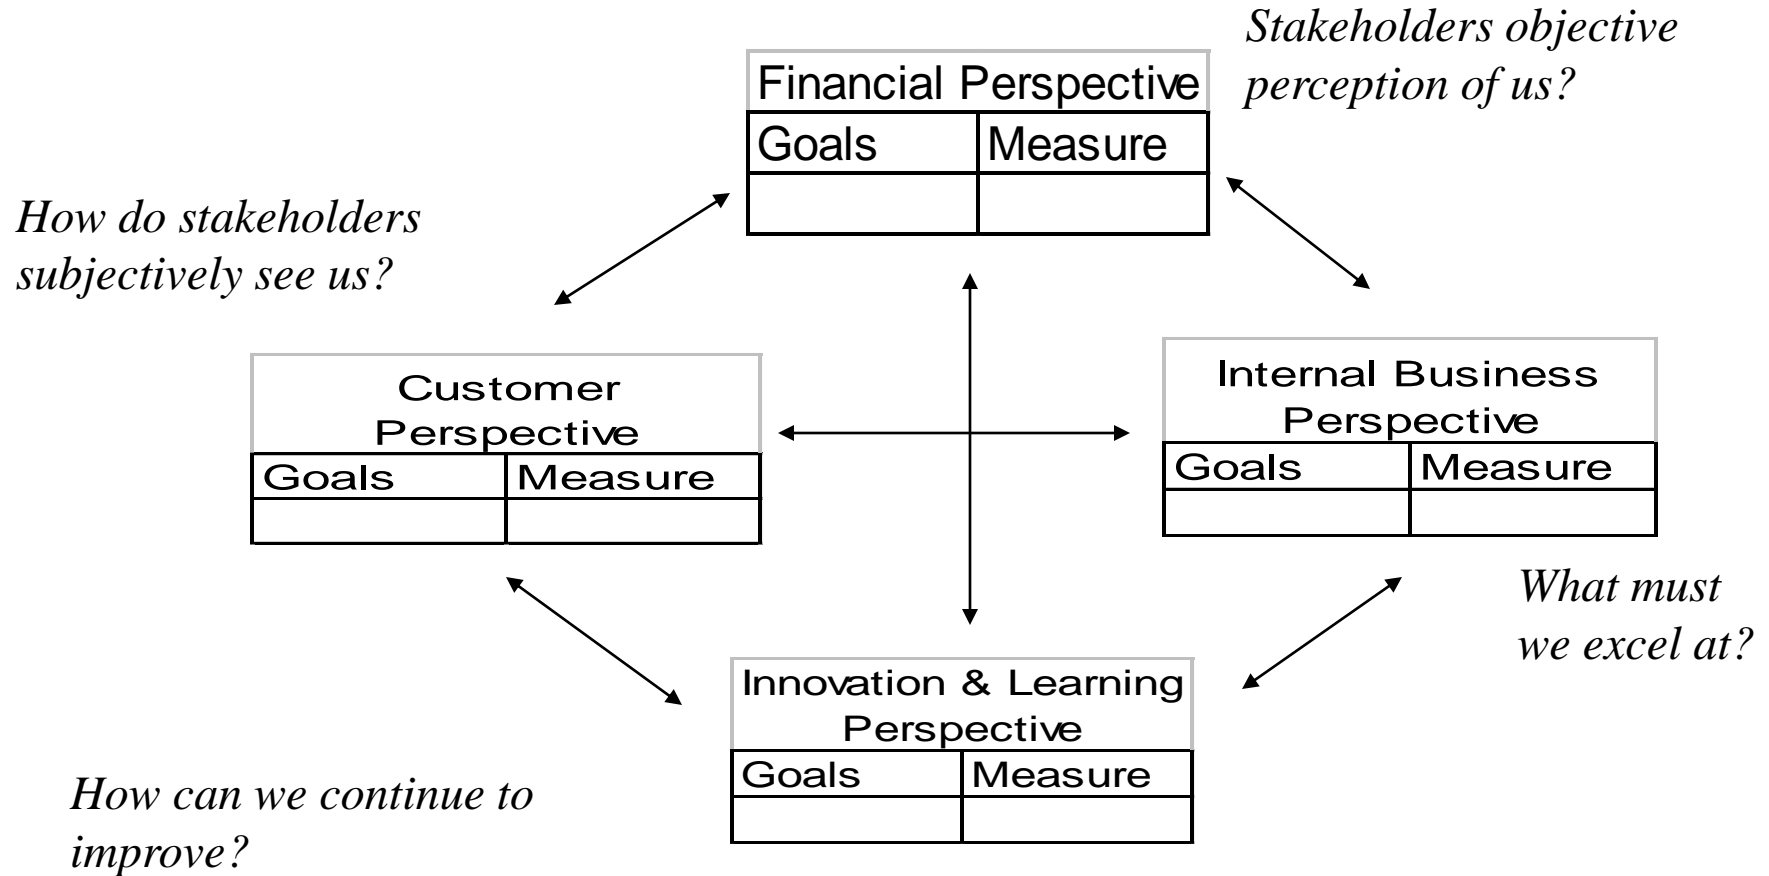 Stakeholders objective
perception of us?
Financial Perspective
Goals Measure
How do stakeholders
subjectively see us?
Customer
Perspective
Goals Measure
Internal Business
Perspective
Goals Measure
What must
we excel at?
Innovation & Learning
Perspective
Goals Measure
How can we continue to
improve?